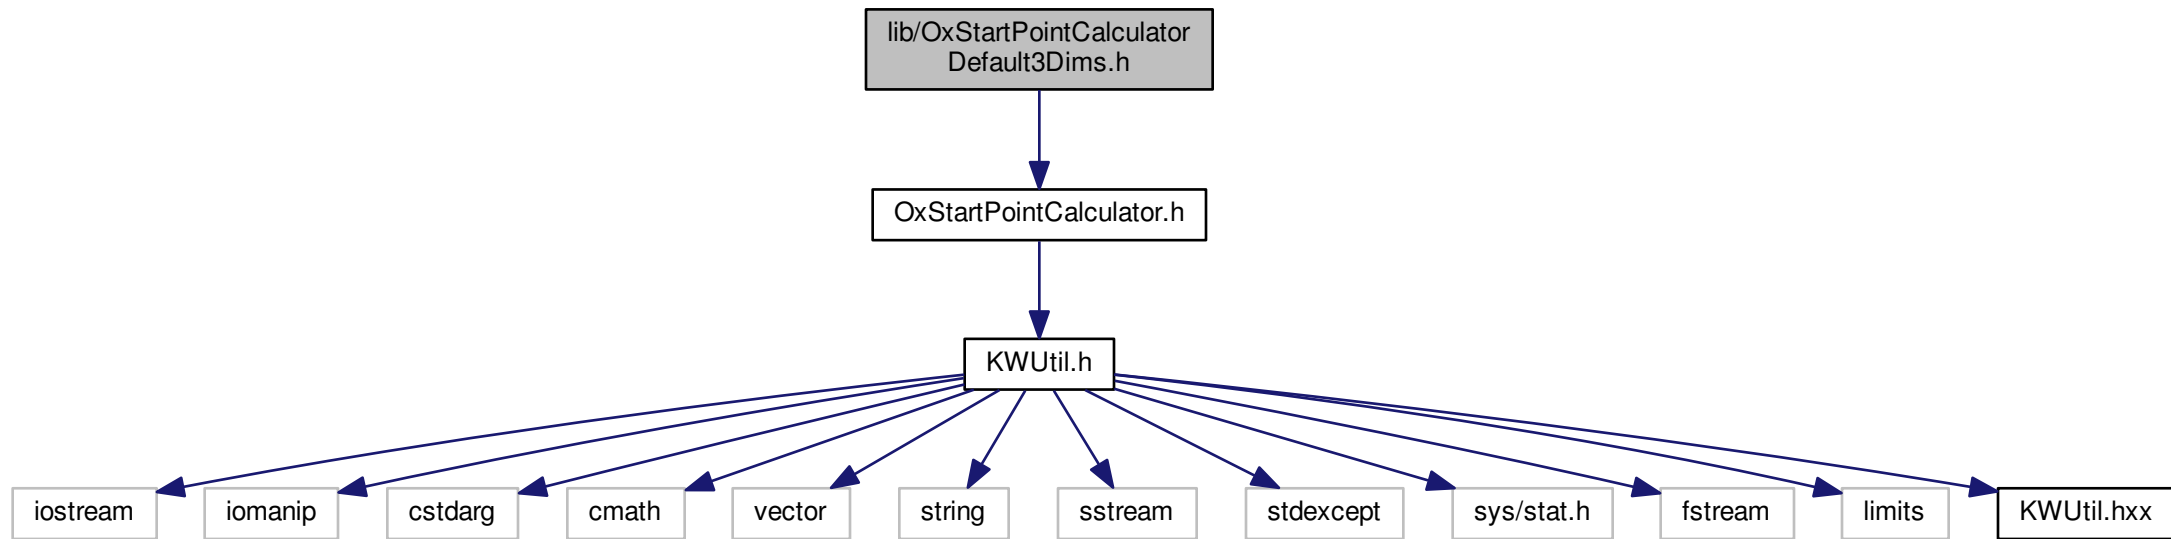 lib/OxStartPointCalculator
Default3Dims.h
OxStartPointCalculator.h
KWUtil.h
iostream
iomanip
cstdarg
cmath
vector
string
sstream
stdexcept
sys/stat.h
fstream
limits
KWUtil.hxx